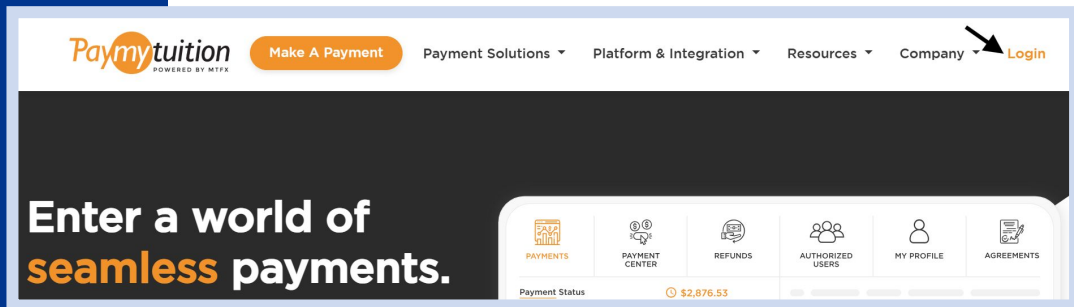 Paymytuition
POWERED BY MTFX
Make A Payment
Payment Solutions
Platform & Integration
Resources
Company
Login
Enter a world of
seamless payments.
PAYMENTS
PAYMENT
CENTER
REFUNDS
AUTHORIZED
USERS
MY PROFILE
AGREEMENTS
Payment Status
$2,876.53